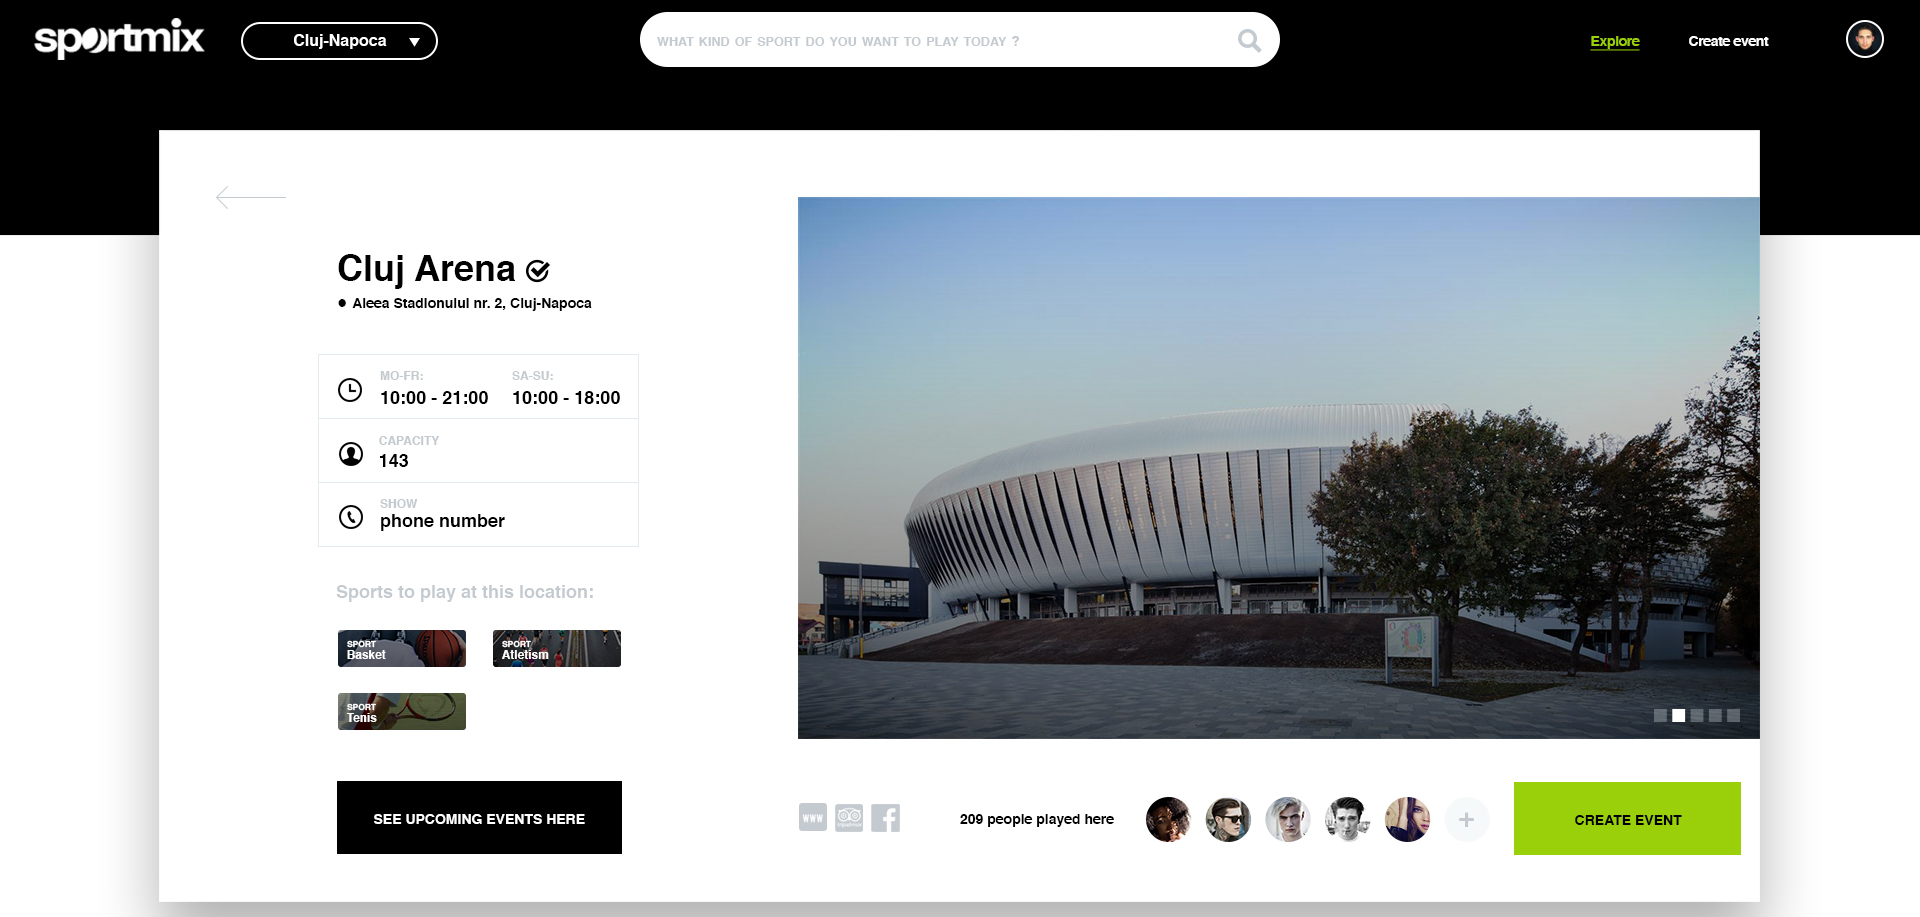 sportmix
Cluj-Napoca
WHAT KIND OF SPORT DO YOU WANT TO PLAY TODAY ?
Explore
Create event
Cluj Arena
Aleea Stadionului nr. 2, Cluj-Napoca
MO-FR:
10:00 - 21:00
SA-SU:
10:00 - 18:00
CAPACITY
143
SHOW
phone number
Sports to play at this location:
SPORT
Basket
SPORT
Atletism
SPORT
Tenis
SEE UPCOMING EVENTS HERE
www
209 people played here
CREATE EVENT